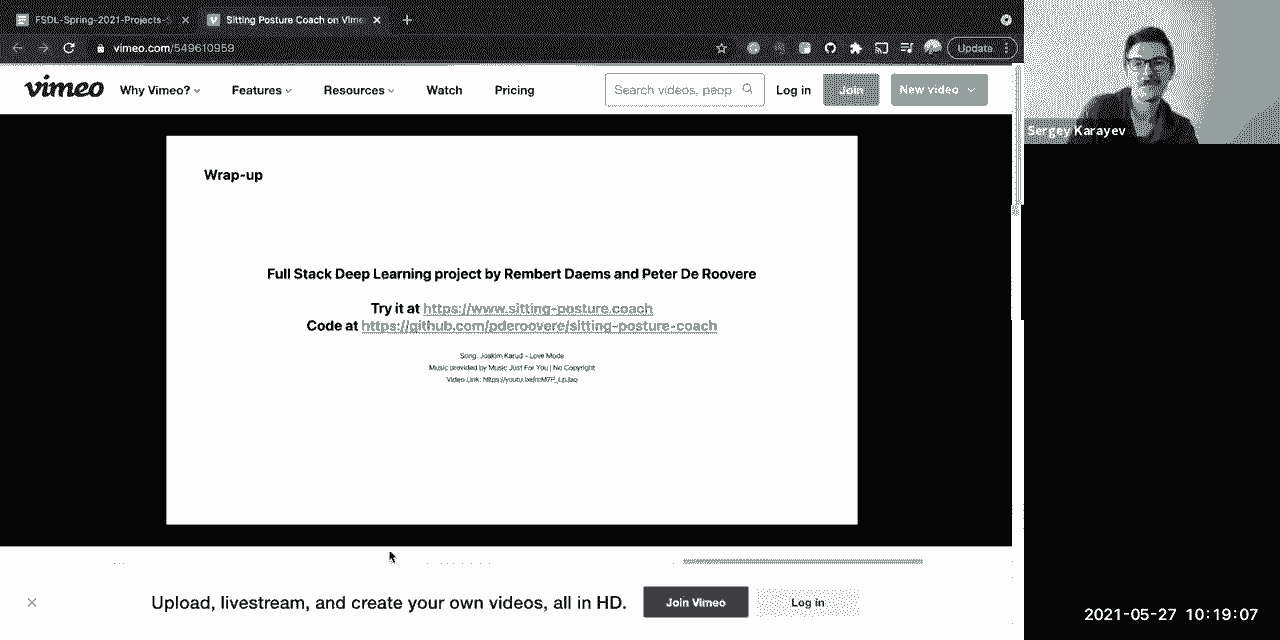 FSDL-Spring-2021-Projects-S
Sitting Posture Coach on Vime
vimeo.com/549610959
Update
vimeo
Why Vimeo?
Features
Resources
Watch
Pricing
Search videos, peop
Log in
Join
New video
Sergey Karayev
Wrap-up
Full Stack Deep Learning project by Rembert Daems and Peter De Roovere
Try it at https://www.sitting-posture.coach
Code at https://github.com/pderoovere/sitting-posture-coach
Song: Joakim Karud - Love Mode
Music provided by Music Just For You | No Copyright
Video Link:
Upload, livestream, and create your own videos, all in HD.
Join Vimeo
Log in
2021-05-27 10:19:07